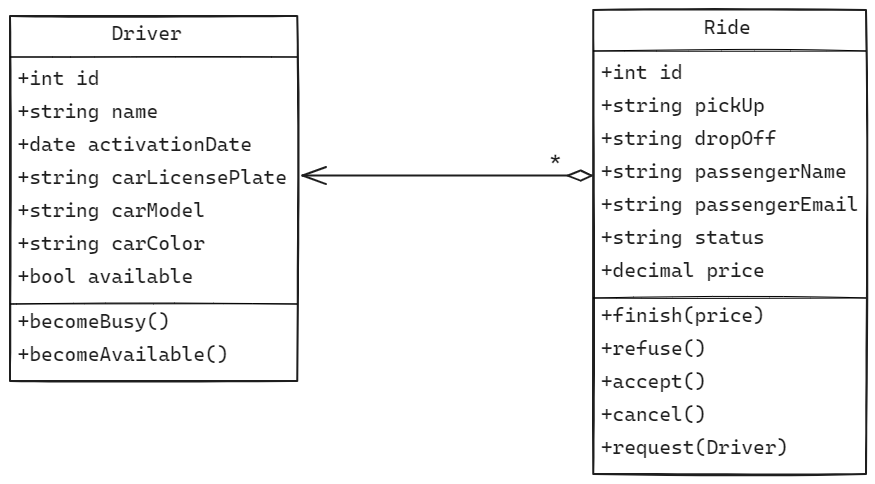 Driver
+int id
+string name
+date activationDate
+string carLicensePlate
+string carModel
+string carColor
+bool available
+becomeBusy()
+becomeAvailable()
*
Ride
+int id
+string pickUp
+string dropOff
+string passengerName
+string passengerEmail
+string status
+decimal price
+finish(price)
+refuse()
+accept()
+cancel()
+request(Driver)